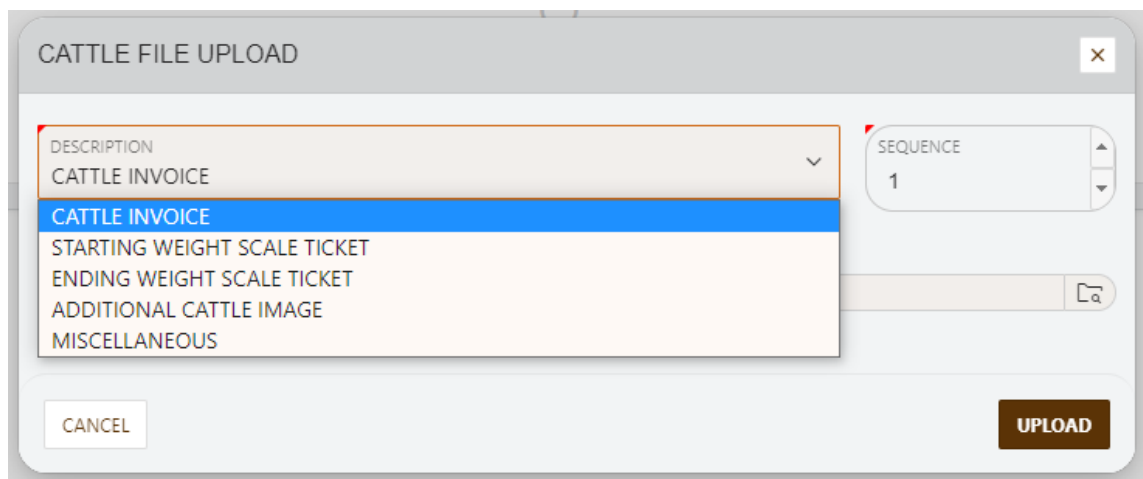 CATTLE FILE UPLOAD
DESCRIPTION
CATTLE INVOICE
SEQUENCE
1
CATTLE INVOICE
STARTING WEIGHT SCALE TICKET
ENDING WEIGHT SCALE TICKET
ADDITIONAL CATTLE IMAGE
MISCELLANEOUS
CANCEL
UPLOAD